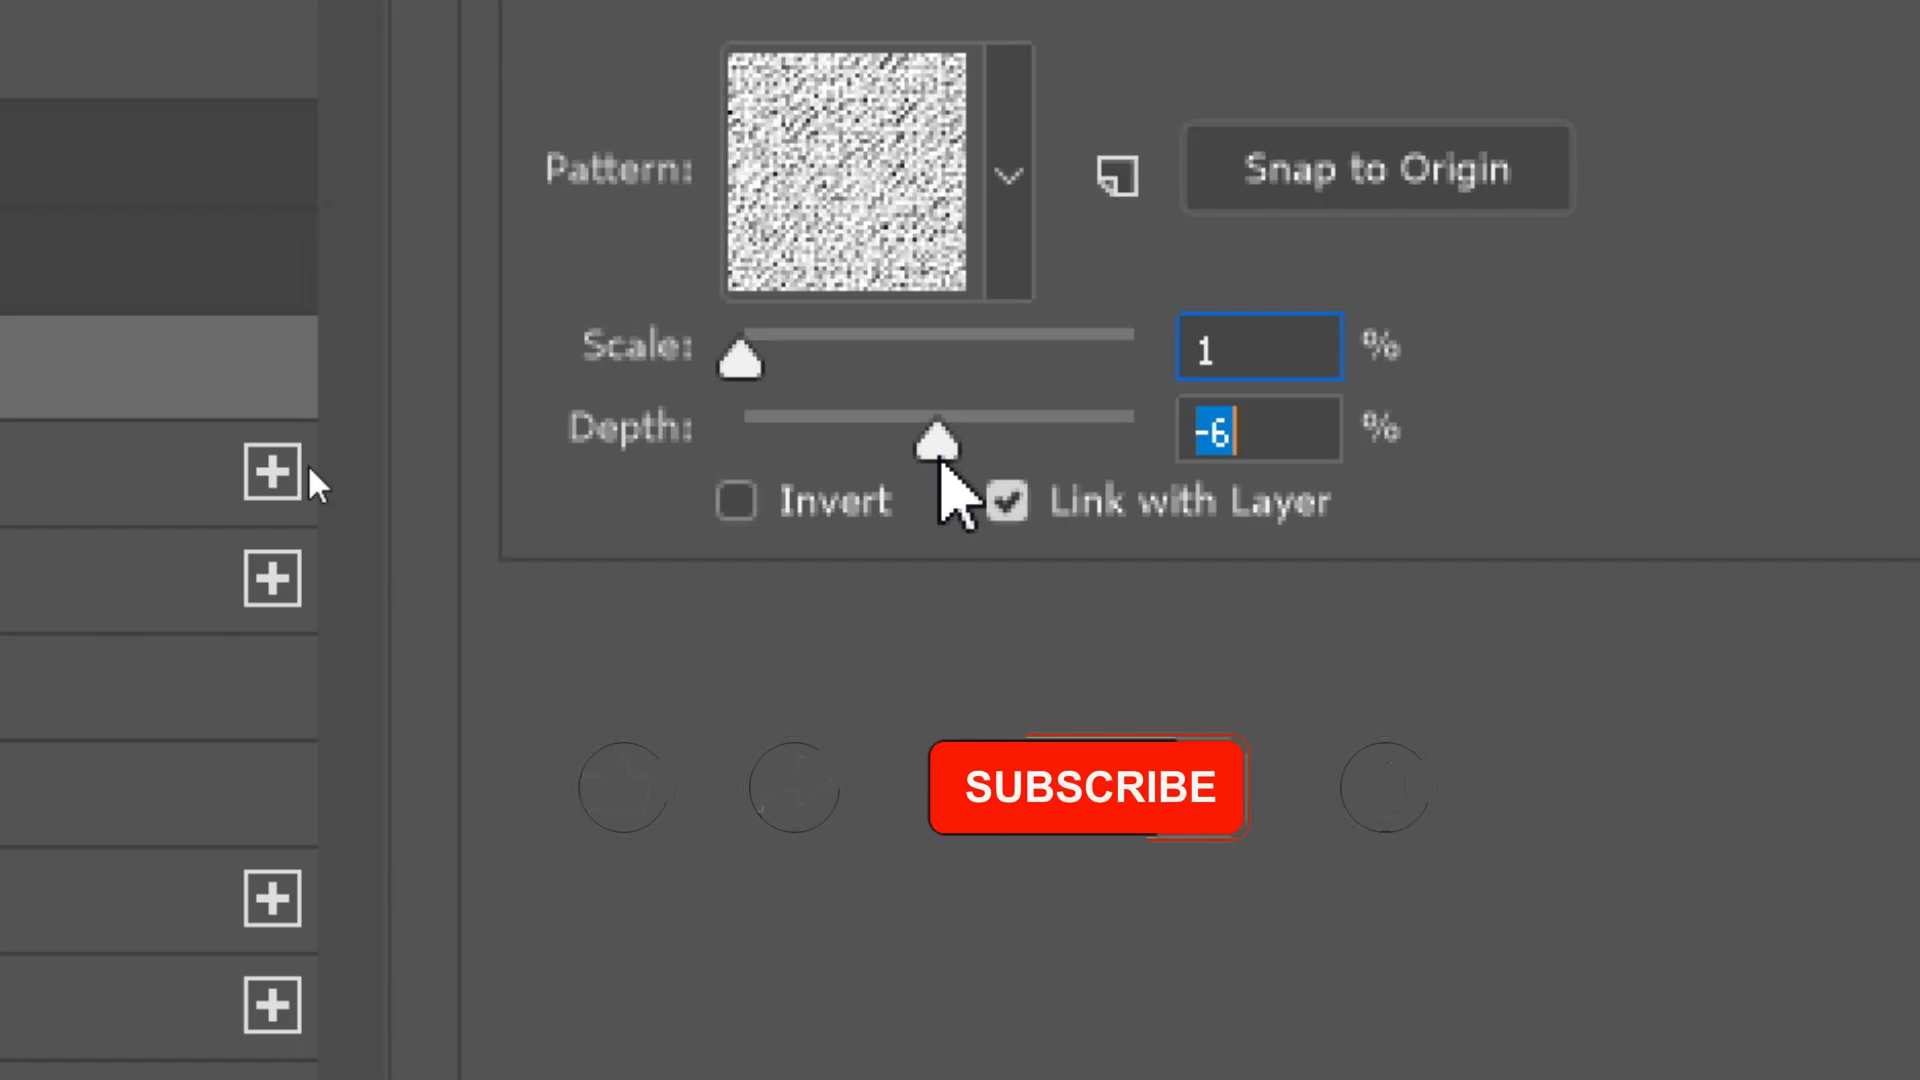 Pattern:
Snap to Origin
Scale:
1
%
Depth:
-6
%
Invert
Link with Layer
SUBSCRIBE